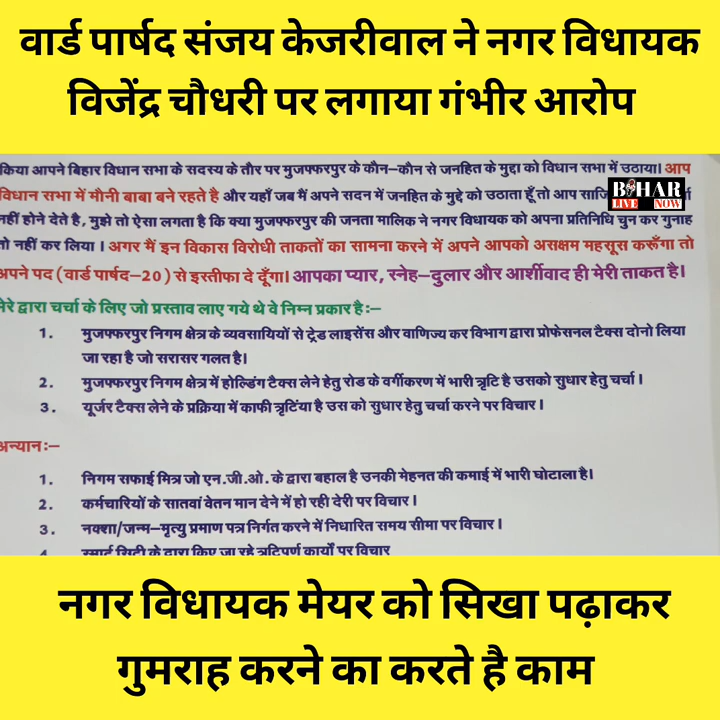 वार्ड पार्षद संजय केजरीवाल ने नगर विधायक
विजेंद्र चौधरी पर लगाया गंभीर आरोप
किया आपने बिहार विधान सभा के सदस्य के तौर पर मुजफ्फरपुर के कौन–कौन से जनहित के मुद्दा को विधान सभा में उठाया। आप
विधान सभा में मौनी बाबा बने रहते है और यहाँ जब मैं अपने सदन में जनहित के मुद्दे को उठाता हूँ तो आप
BIHAR
LIVE NOW
नहीं होने देते है, मुझे तो ऐसा लगता है कि क्या मुजफ्फरपुर की जनता मालिक ने नगर विधायक को अपना प्रतिनिधि चुन कर गुनाह
तो नहीं कर लिया । अगर मैं इन विकास विरोधी ताकतों का सामना करने में अपने आपको असक्षम महसूस करूँगा तो
अपने पद (वार्ड पार्षद–20) से इस्तीफा दे दूँगा। आपका प्यार, स्नेह–दुलार और आर्शीवाद ही मेरी ताकत है।
मेरे द्वारा चर्चा के लिए जो प्रस्ताव लाए गये थे वे निम्न प्रकार है:–
1. मुजफ्फरपुर निगम क्षेत्र के व्यवसायियों से ट्रेड लाइसेंस और वाणिज्य कर विभाग द्वारा प्रोफेसनल टैक्स दोनो लिया
जा रहा है जो सरासर गलत है।
2. मुजफ्फरपुर निगम क्षेत्र में होल्डिंग टैक्स लेने हेतु रोड के वर्गीकरण में भारी त्रृटि है उसको सुधार हेतु चर्चा ।
3. यूर्जर टैक्स लेने के प्रक्रिया में काफी त्रृटिंया है उस को सुधार हेतु चर्चा करने पर विचार ।
अन्यान:–
1. निगम सफाई मित्र जो एन.जी.ओ. के द्वारा बहाल है उनकी मेहनत की कमाई में भारी घोटाला है।
2. कर्मचारियों के सातवां वेतन मान देने में हो रही देरी पर विचार ।
3. नक्शा/जन्म–मृत्यु प्रमाण पत्र निर्गत करने में निधारित समय सीमा पर विचार ।
4. स्मार्ट सिटी के द्वारा किए जा रहे त्रृटिपूर्ण कार्यों पर विचार
नगर विधायक मेयर को सिखा पढ़ाकर
गुमराह करने का करते है काम